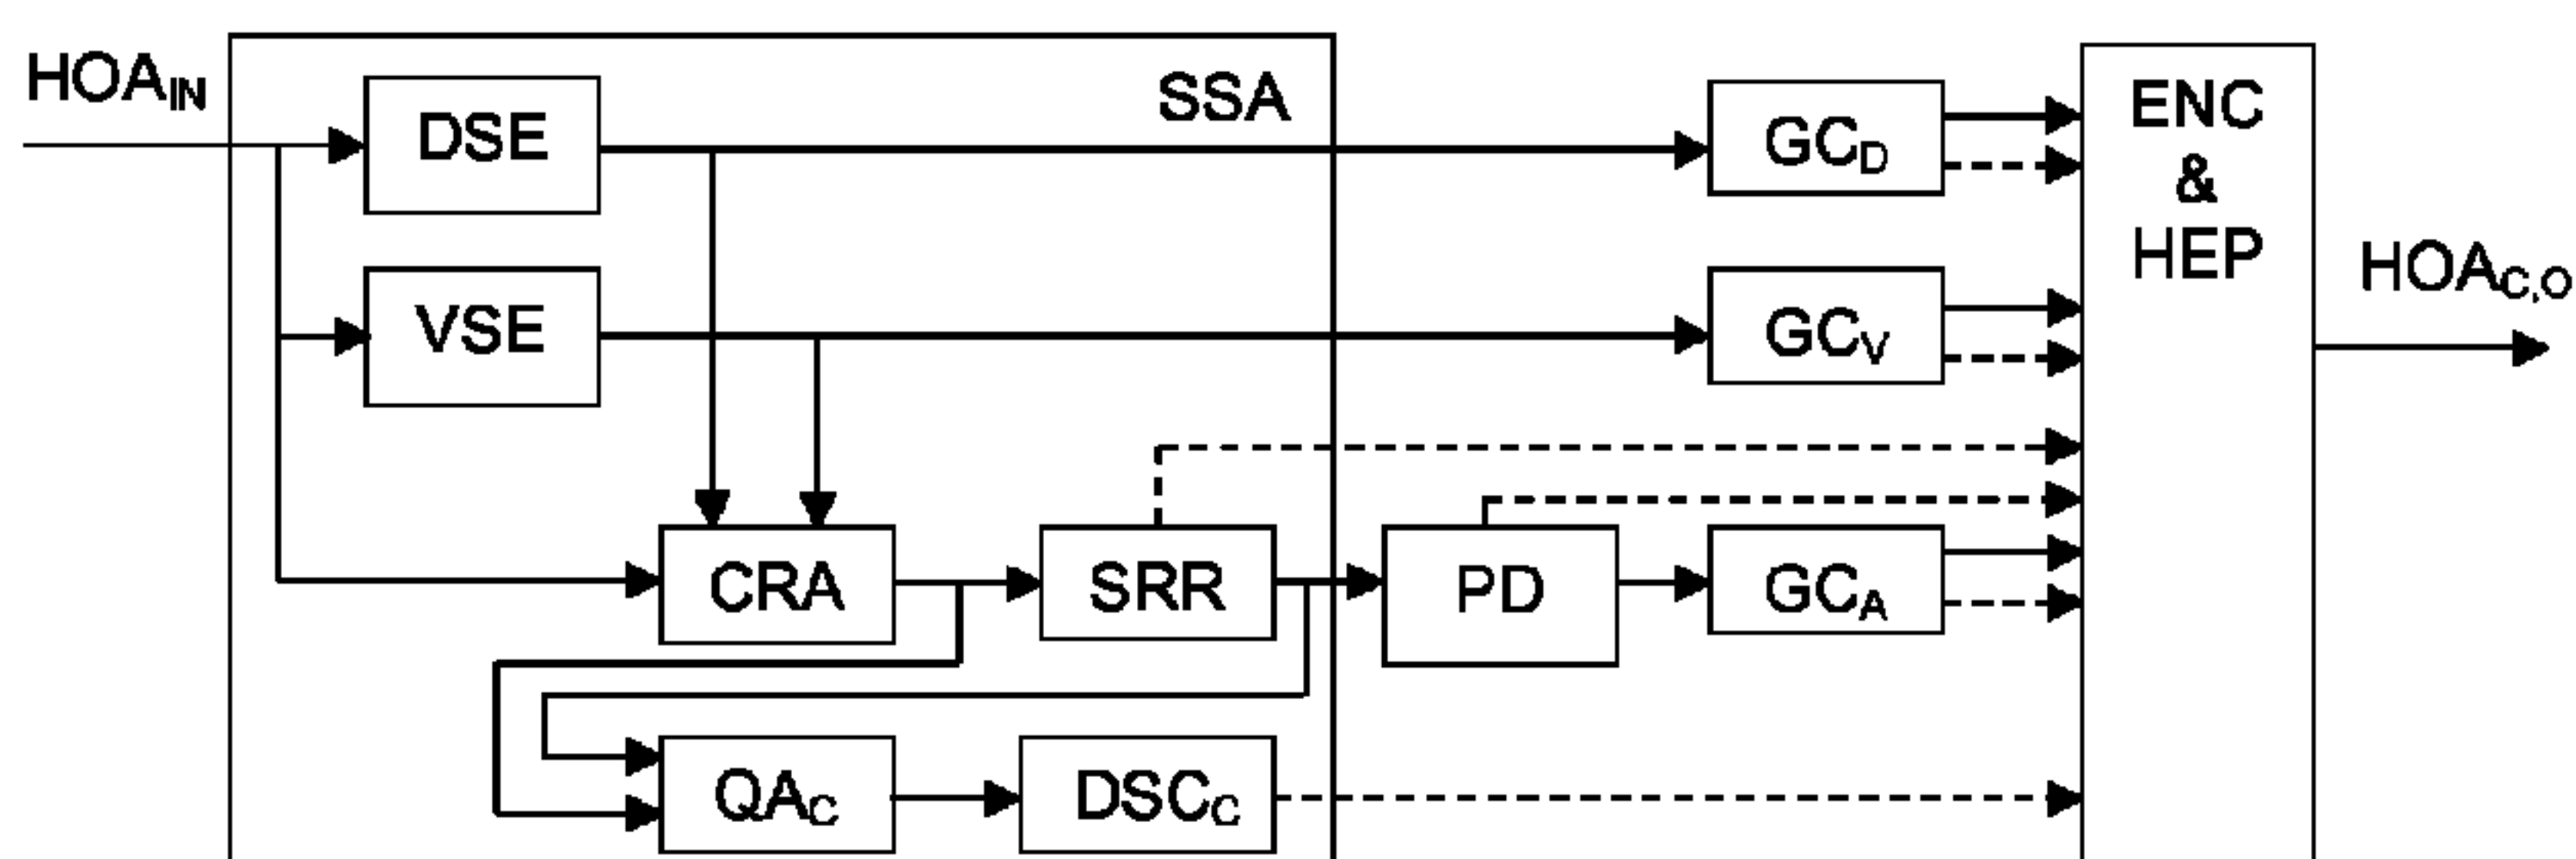 HOAIN
SSA
DSE
GCD
ENC
&
HEP
VSE
GCV
HOAC,O
CRA
SRR
PD
GCA
QAC
DSCC